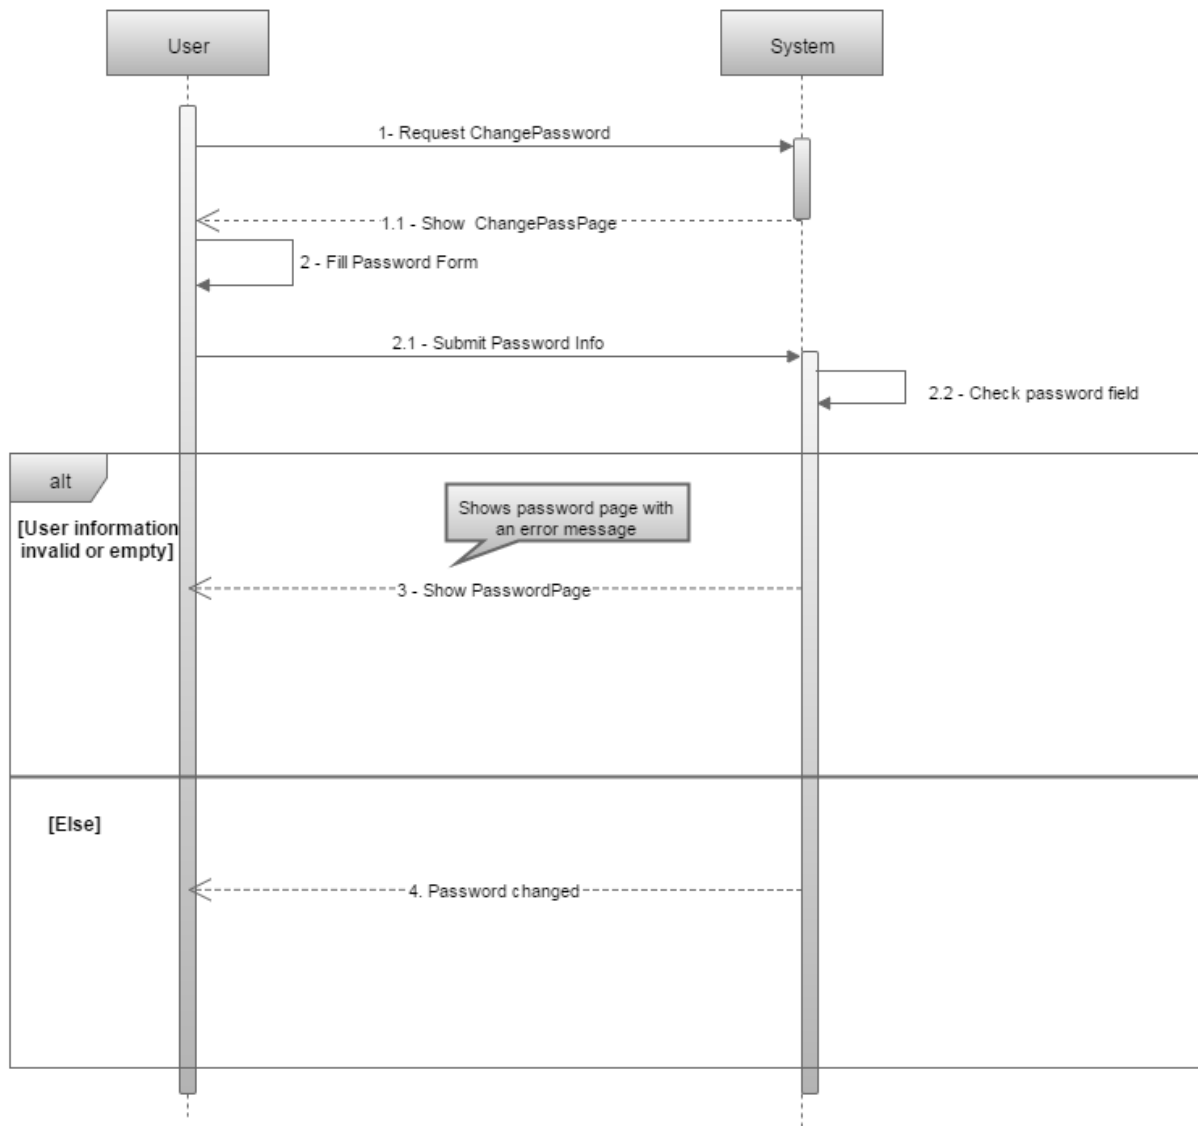 User
System
1- Request ChangePassword
1.1 - Show ChangePassPage
2 - Fill Password Form
2.1 - Submit Password Info
2.2 - Check password field
alt
[User information
invalid or empty]
Shows password page with
an error message
3 - Show PasswordPage
[Else]
4. Password changed